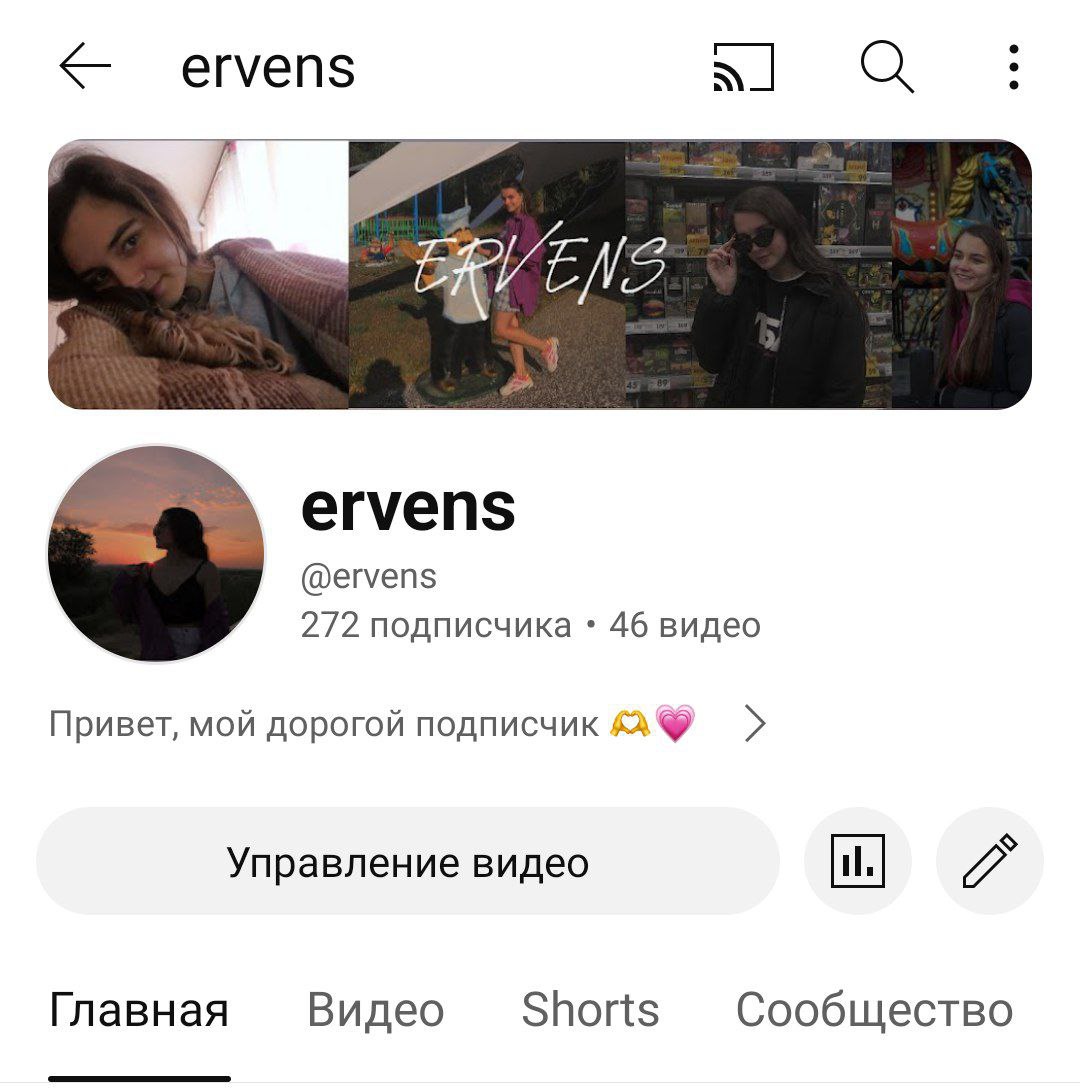 ervens
ERVENS
ervens
@ervens
272 подписчика • 46 видео
Привет, мой дорогой подписчик 🫶💗
Управление видео
Главная Видео Shorts Сообщество